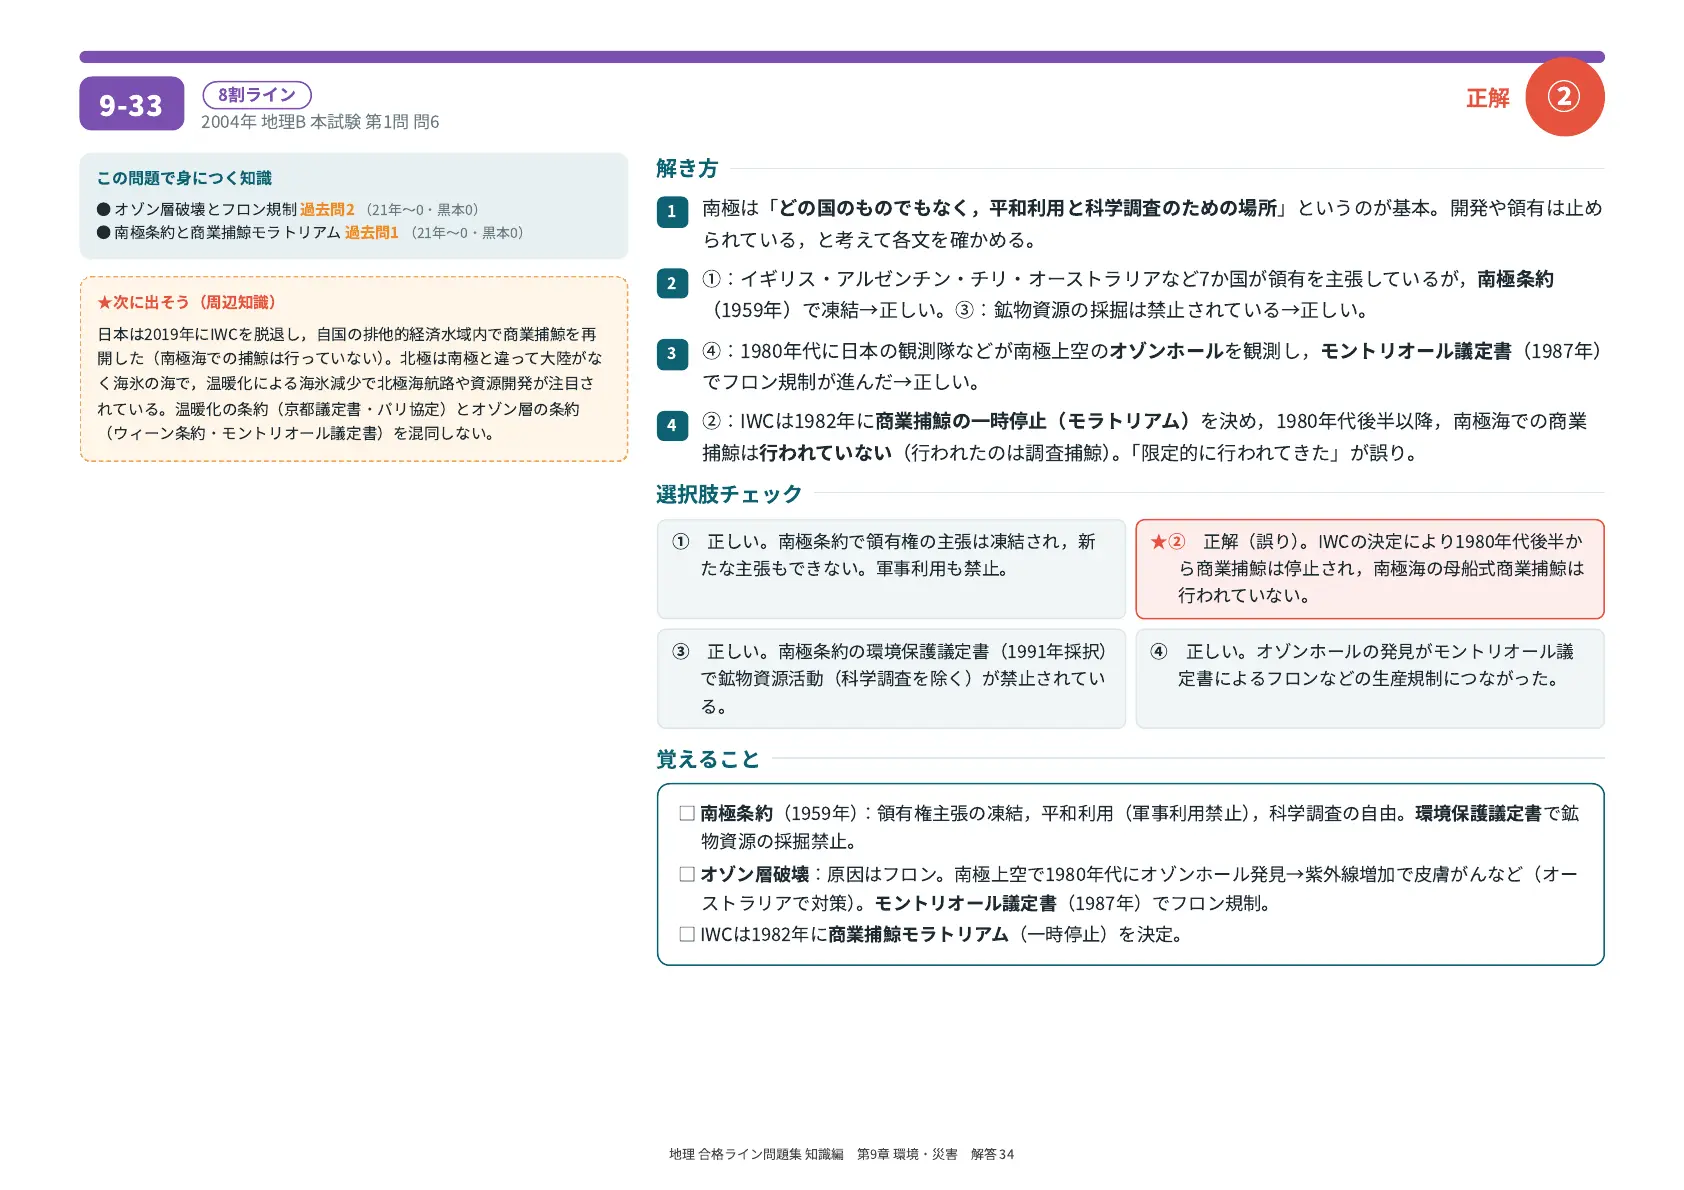 9-33
8割ライン
2004年 地理B 本試験 第1問 問6
正解 ②
この問題で身につく知識
● オゾン層破壊とフロン規制 過去問2 （21年〜0・黒本0）
● 南極条約と商業捕鯨モラトリアム 過去問1 （21年〜0・黒本0）
★次に出そう（周辺知識）
日本は2019年にIWCを脱退し，自国の排他的経済水域内で商業捕鯨を再
開した（南極海での捕鯨は行っていない）。北極は南極と違って大陸がな
く海氷の海で，温暖化による海氷減少で北極海航路や資源開発が注目さ
れている。温暖化の条約（京都議定書・パリ協定）とオゾン層の条約
（ウィーン条約・モントリオール議定書）を混同しない。
解き方
1 南極は「どの国のものでもなく，平和利用と科学調査のための場所」というのが基本。開発や領有は止め
られている，と考えて各文を確かめる。
2 ①：イギリス・アルゼンチン・チリ・オーストラリアなど7か国が領有を主張しているが，南極条約
（1959年）で凍結→正しい。③：鉱物資源の採掘は禁止されている→正しい。
3 ④：1980年代に日本の観測隊などが南極上空のオゾンホールを観測し，モントリオール議定書（1987年）
でフロン規制が進んだ→正しい。
4 ②：IWCは1982年に商業捕鯨の一時停止（モラトリアム）を決め，1980年代後半以降，南極海での商業
捕鯨は行われていない（行われたのは調査捕鯨）。「限定的に行われてきた」が誤り。
選択肢チェック
① 正しい。南極条約で領有権の主張は凍結され，新
たな主張もできない。軍事利用も禁止。
★② 正解（誤り）。IWCの決定により1980年代後半か
ら商業捕鯨は停止され，南極海の母船式商業捕鯨は
行われていない。
③ 正しい。南極条約の環境保護議定書（1991年採択）
で鉱物資源活動（科学調査を除く）が禁止されてい
る。
④ 正しい。オゾンホールの発見がモントリオール議
定書によるフロンなどの生産規制につながった。
覚えること
□ 南極条約（1959年）：領有権主張の凍結，平和利用（軍事利用禁止），科学調査の自由。環境保護議定書で鉱
物資源の採掘禁止。
□ オゾン層破壊：原因はフロン。南極上空で1980年代にオゾンホール発見→紫外線増加で皮膚がんなど（オー
ストラリアで対策）。モントリオール議定書（1987年）でフロン規制。
□ IWCは1982年に商業捕鯨モラトリアム（一時停止）を決定。
地理 合格ライン問題集 知識編 第9章 環境・災害 解答 34